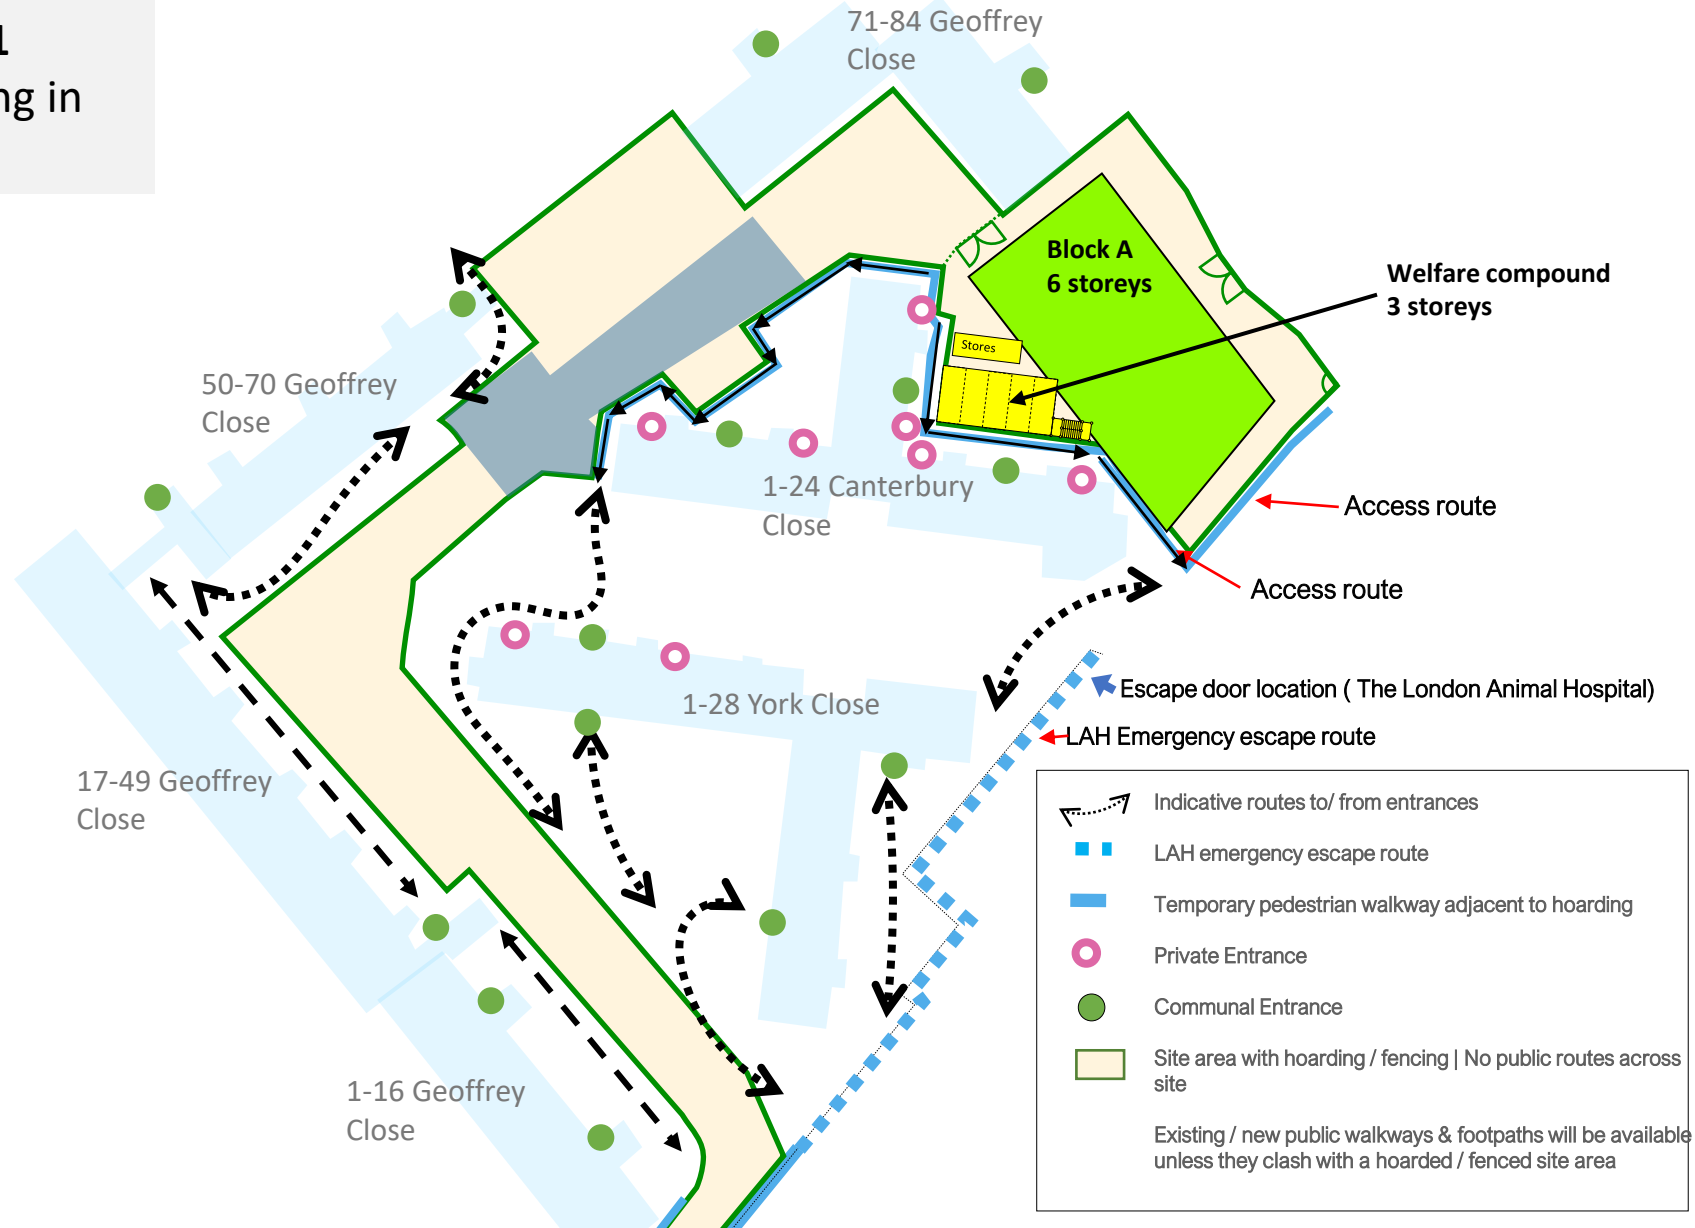 1
ng in
71-84 Geoffrey
Close
Block A
6 storeys
Welfare compound
3 storeys
Stores
50-70 Geoffrey
Close
1-24 Canterbury
Close
Access route
Access route
Escape door location ( The London Animal Hospital)
1-28 York Close
LAH Emergency escape route
17-49 Geoffrey
Close
1-16 Geoffrey
Close
Indicative routes to/ from entrances
LAH emergency escape route
Temporary pedestrian walkway adjacent to hoarding
Private Entrance
Communal Entrance
Site area with hoarding / fencing | No public routes across
site
Existing / new public walkways & footpaths will be available
unless they clash with a hoarded / fenced site area